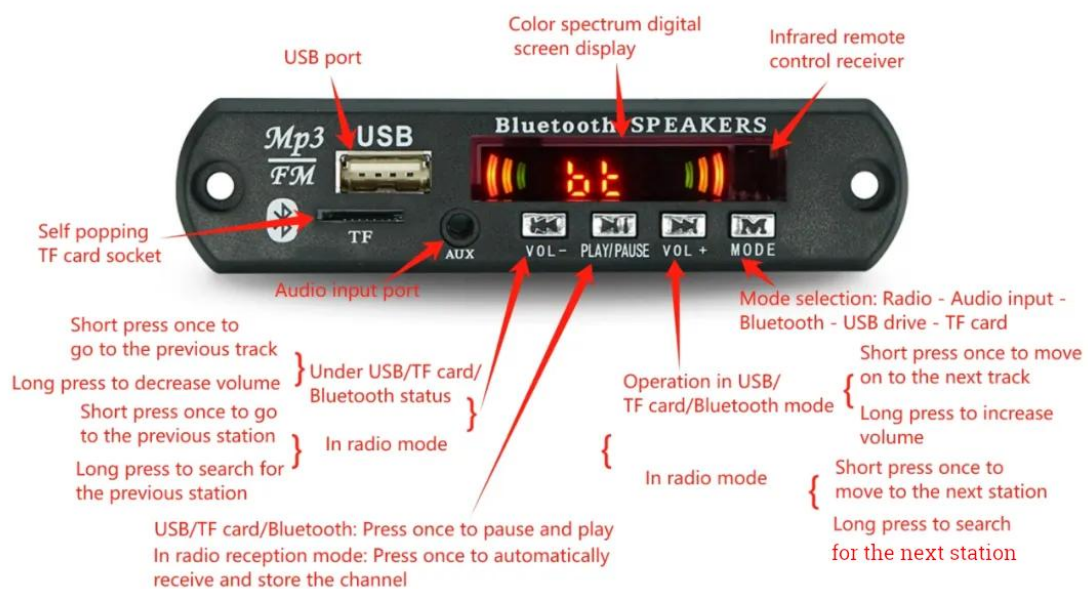 Color spectrum digital
screen display
Infrared remote
control receiver
USB port
Mp3
FM
USB
Bluetooth SPEAKERS
bt
TF
AUX
VOL-
PLAY/PAUSE
VOL +
M
MODE
Self popping
TF card socket
Audio input port
Mode selection: Radio - Audio input -
Bluetooth - USB drive - TF card
Short press once to
go to the previous track
Long press to decrease volume
Under USB/TF card/
Bluetooth status
Short press once to go
to the previous station
Long press to search for
the previous station
In radio mode
Operation in USB/
TF card/Bluetooth mode
Short press once to move
on to the next track
Long press to increase
volume
In radio mode
Short press once to
move to the next station
Long press to search
for the next station
USB/TF card/Bluetooth: Press once to pause and play
In radio reception mode: Press once to automatically
receive and store the channel